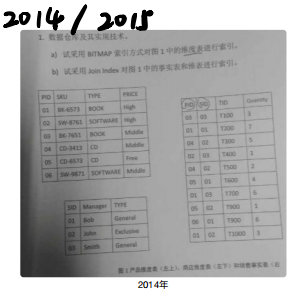 2014/2015
1. 数据仓库及其实现技术。
a) 试采用 BITMAP 索引方式对图 1 中的维度表进行索引。
b) 试采用 Join Index 对图 1 中的事实表和维表进行索引。
PID SKU TYPE PRICE
01 BK-6573 BOOK High
02 SW-8761 SOFTWARE High
03 BK-7651 BOOK Middle
04 CD-3433 CD Middle
05 CD-6572 CD Free
06 SW-9871 SOFTWARE Middle
PID SID TID Quantity
03 03 T100 3
01 03 T200 7
04 02 T300 5
02 03 T400 1
04 01 T500 2
05 01 T600 4
01 03 T700 6
05 02 T900 1
06 01 T900 6
01 02 T1000 3
SID Manager TYPE
01 Bob General
02 John Exclusive
03 Smith General
图 1 产品维度表（左上）、商店维度表（左下）和销售事实表（右
2014年